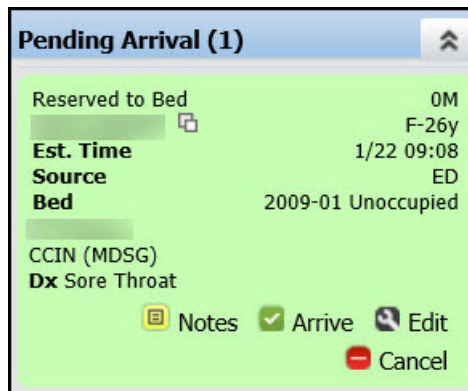 Pending Arrival (1)
Reserved to Bed 0M
F-26y
Est. Time 1/22 09:08
Source ED
Bed 2009-01 Unoccupied
CCIN (MDSG)
Dx Sore Throat
Notes Arrive Edit
Cancel